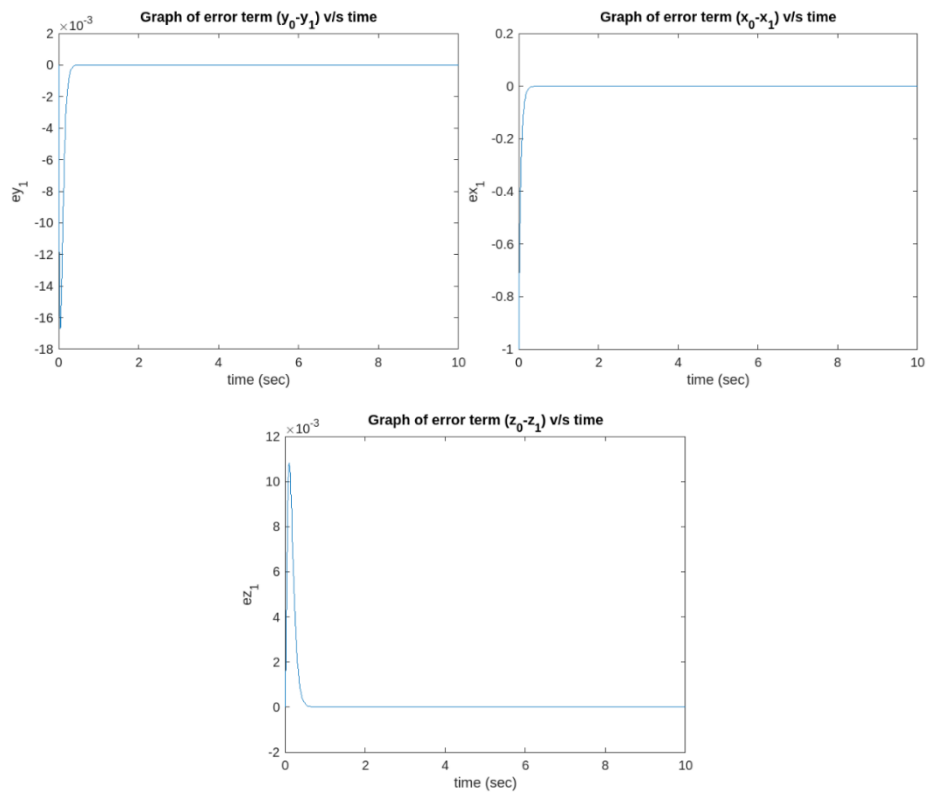 Graph of error term (y0-y1) v/s time
×10-3
2
0
-2
-4
-6
-8
-10
-12
-14
-16
-18
ey1
0 2 4 6 8 10
time (sec)
Graph of error term (x0-x1) v/s time
0.2
0
-0.2
-0.4
-0.6
-0.8
-1
ex1
0 2 4 6 8 10
time (sec)
Graph of error term (z0-z1) v/s time
×10-3
12
10
8
6
4
2
0
-2
ez1
0 2 4 6 8 10
time (sec)